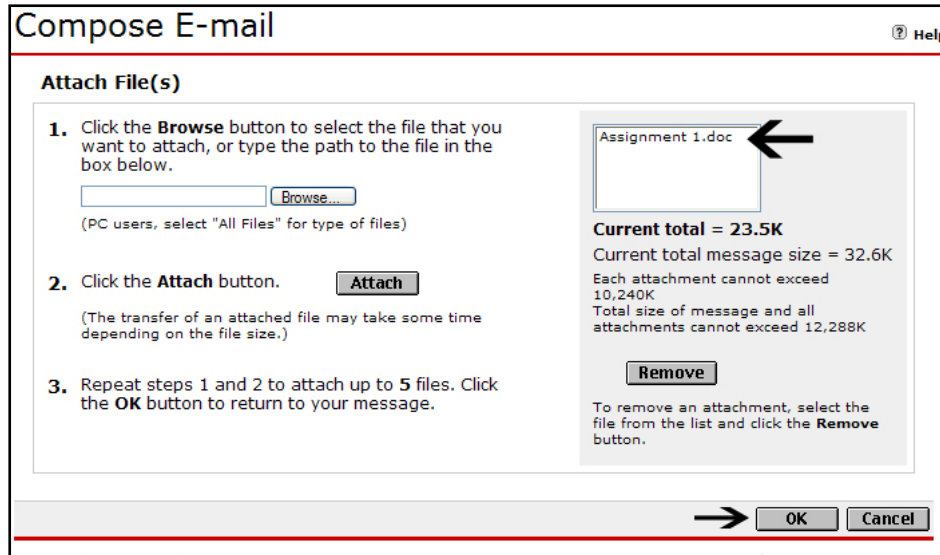 Compose E-mail
? Help
Attach File(s)
1. Click the Browse button to select the file that you
want to attach, or type the path to the file in the
box below.
Browse...
(PC users, select "All Files" for type of files)
2. Click the Attach button. Attach
(The transfer of an attached file may take some time
depending on the file size.)
3. Repeat steps 1 and 2 to attach up to 5 files. Click
the OK button to return to your message.
Assignment 1.doc
Current total = 23.5K
Current total message size = 32.6K
Each attachment cannot exceed
10,240K
Total size of message and all
attachments cannot exceed 12,288K
Remove
To remove an attachment, select the
file from the list and click the Remove
button.
OK Cancel